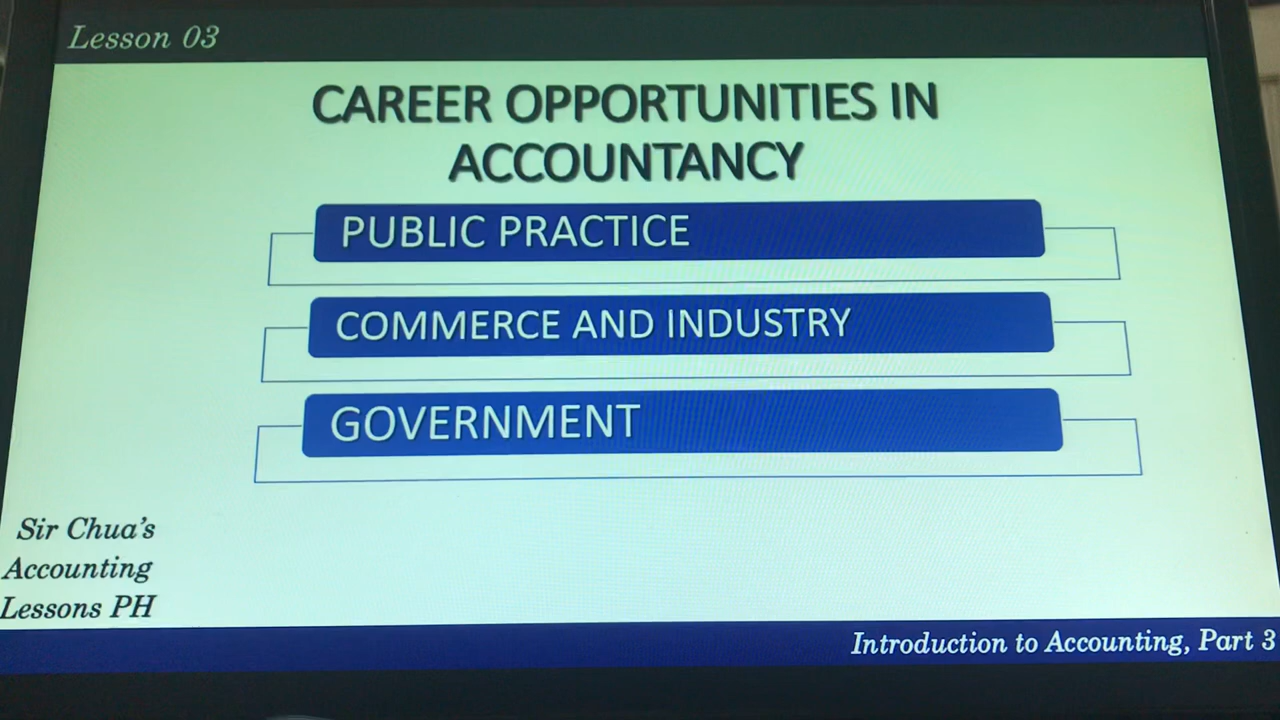 Lesson 03
CAREER OPPORTUNITIES IN
ACCOUNTANCY
PUBLIC PRACTICE
COMMERCE AND INDUSTRY
GOVERNMENT
Sir Chua's
Accounting
Lessons PH
Introduction to Accounting, Part 3